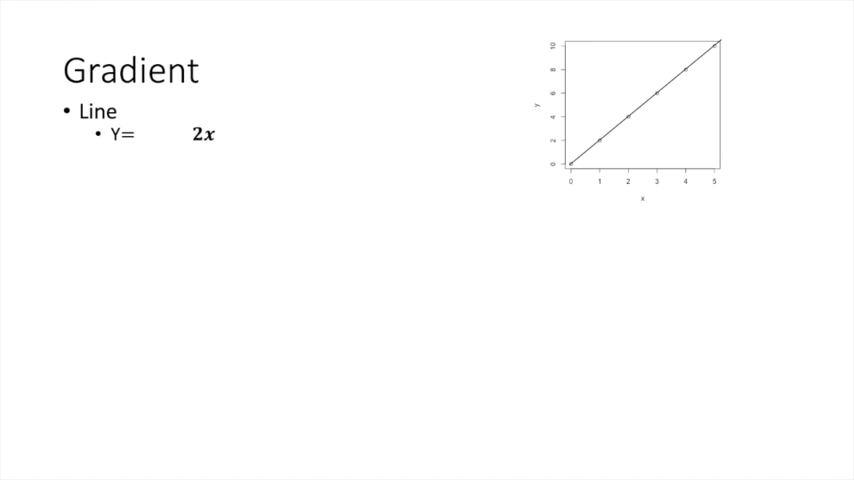 Gradient
• Line
• Y= 2x
10
8
6
4
2
0
y
0 1 2 3 4 5
x